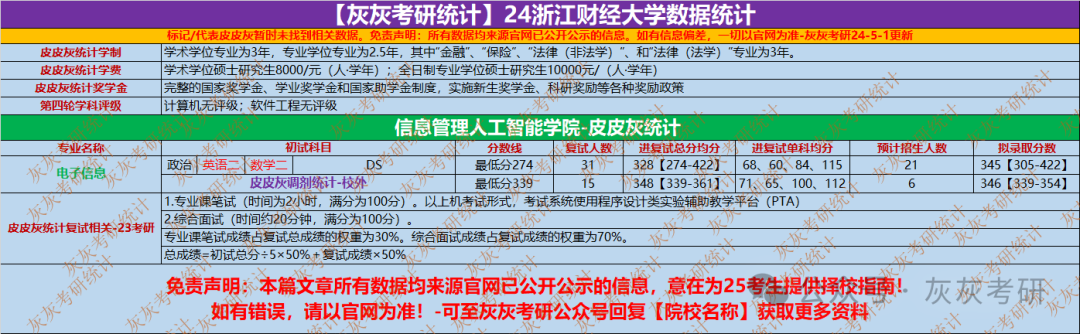 【灰灰考研统计】24浙江财经大学数据统计
标记/代表皮皮灰暂时未找到相关数据。免责声明：所有数据均来源官网已公开公示的信息。如有信息偏差，一切以官网为准-灰灰考研24-5-1更新
皮皮灰统计学制 学术学位专业为3年，专业学位专业为2.5年，其中“金融”、“保险”、“法律（非法学）”、和“法律（法学）”专业为3年。
皮皮灰统计学费 学术学位硕士研究生8000/元（人·学年）；全日制专业学位硕士研究生10000元/（人·学年）
皮皮灰统计奖学金 完整的国家奖学金、学业奖学金和国家助学金制度，实施新生奖学金、科研奖励等各种奖励政策
第四轮学科评级 计算机无评级；软件工程无评级
信息管理人工智能学院-皮皮灰统计
专业名称 初试科目 分数线 复试人数 进复试总分均分 进复试单科均分 预计招生人数 拟录取分数
电子信息 政治 英语二 数学二 DS 最低分274 31 328【274-422】 68、60、84、115 21 345【305-422】
皮皮灰调剂统计-校外 最低分339 15 348【339-361】 71、65、100、112 6 346【339-354】
皮皮灰统计复试相关-23考研 1.专业课笔试（时间为2小时，满分为100分）。以上机考试形式，考试系统使用程序设计类实验辅助教学平台（PTA）
2.综合面试（时间约20分钟，满分为100分）。
专业课笔试成绩占复试总成绩的权重为30%。综合面试成绩占复试成绩的权重为70%。
总成绩=初试总分÷5×50%＋复试成绩×50%
免责声明：本篇文章所有数据均来源官网已公开公示的信息，意在为25考生提供择校指南！
如有错误，请以官网为准！-可至灰灰考研公众号回复【院校名称】获取更多资料
公众号·灰灰考研
灰灰考研统计